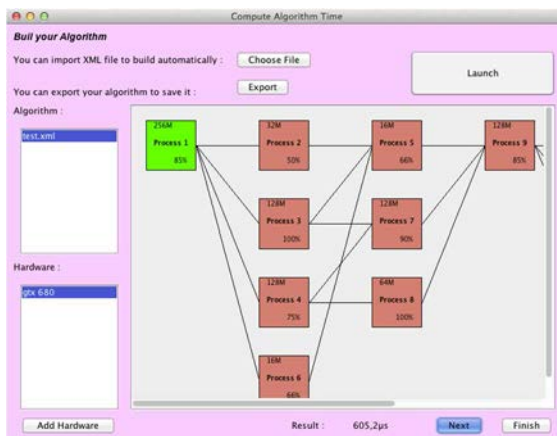 Compute Algorithm Time
Buil your Algorithm
You can import XML file to build automatically :
Choose File
Launch
You can export your algorithm to save it :
Export
Algorithm :
test.xml
Hardware :
gtx 680
256M
Process 1
85%
32M
Process 2
50%
16M
Process 5
66%
128M
Process 9
85%
128M
Process 3
100%
128M
Process 7
90%
128M
Process 4
75%
64M
Process 8
100%
16M
Process 6
66%
Add Hardware
Result : 605,2µs
Next
Finish